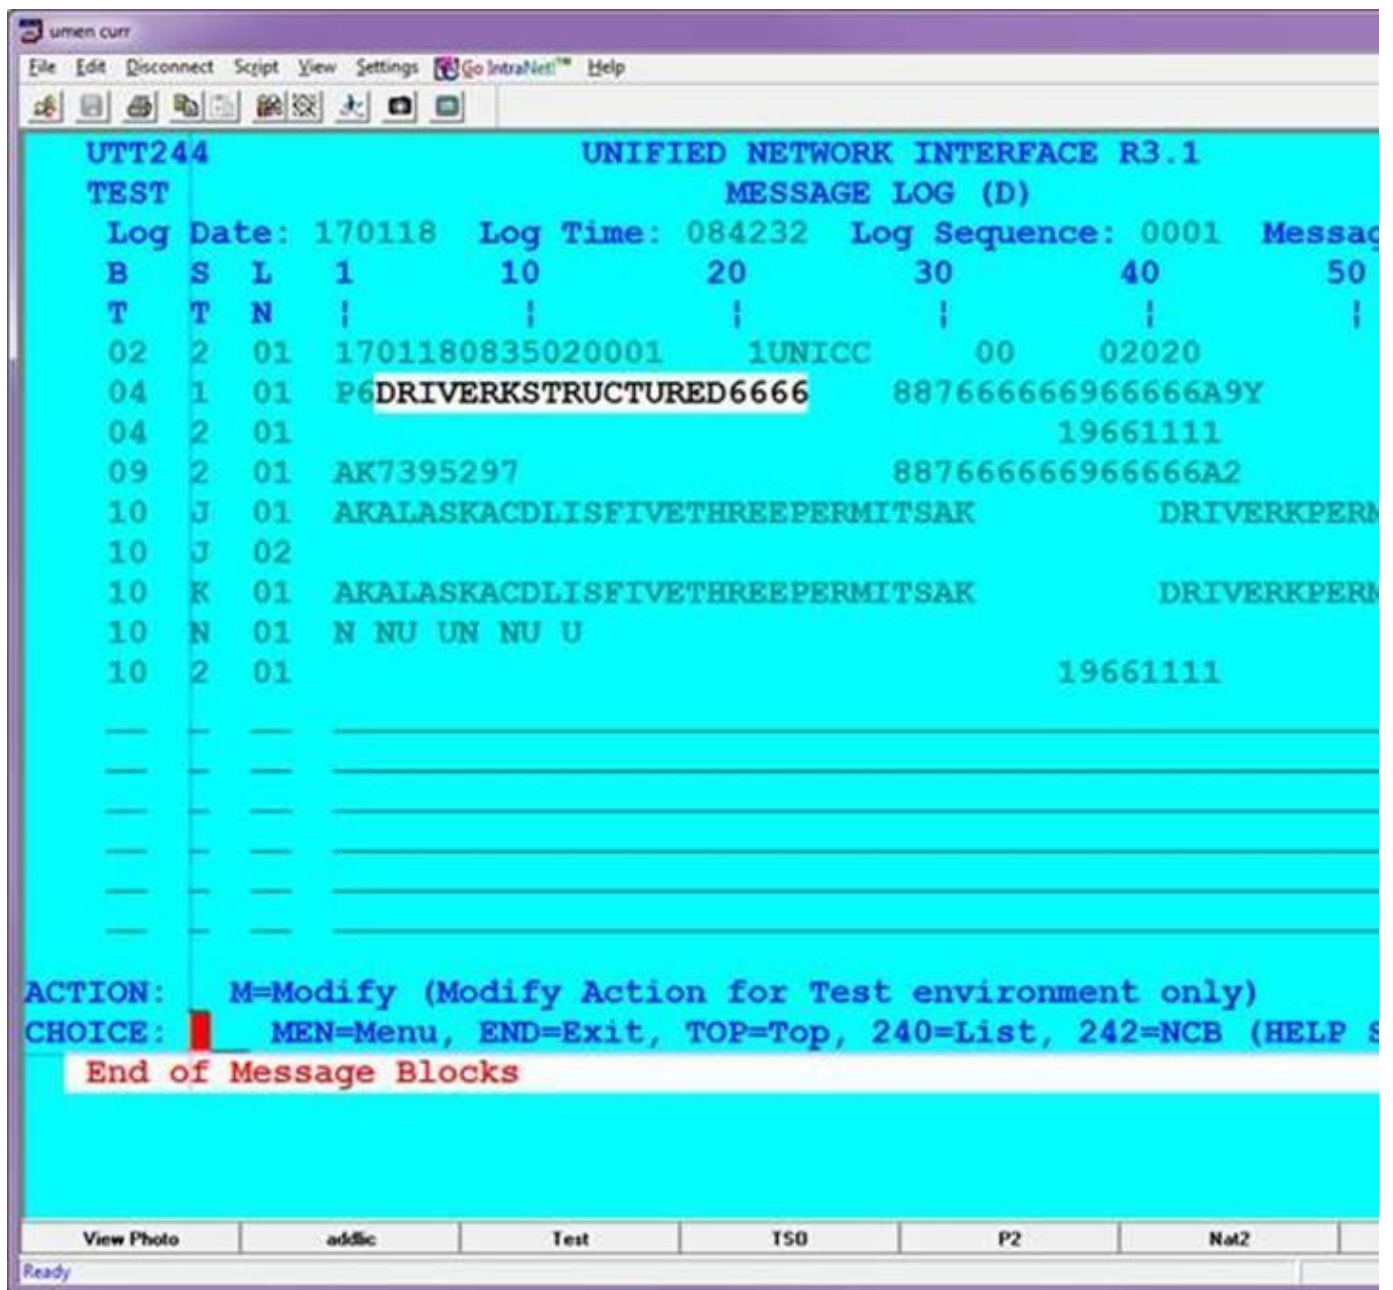 umen curr
File Edit Disconnect Script View Settings Go IntraNet!™ Help
UTT244 UNIFIED NETWORK INTERFACE R3.1
TEST MESSAGE LOG (D)
Log Date: 170118 Log Time: 084232 Log Sequence: 0001 Messag
B S L 1 10 20 30 40 50
T T N ¦ ¦ ¦ ¦ ¦ ¦
02 2 01 1701180835020001 1UNICC 00 02020
04 1 01 P6DRIVERKSTRUCTURED6666 887666666966666A9Y
04 2 01 19661111
09 2 01 AK7395297 887666666966666A2
10 J 01 AKALASKACDLISFIVETHREEPERMITSAK DRIVERKPERM
10 J 02
10 K 01 AKALASKACDLISFIVETHREEPERMITSAK DRIVERKPERM
10 N 01 N NU UN NU U
10 2 01 19661111
ACTION: M=Modify (Modify Action for Test environment only)
CHOICE: MEN=Menu, END=Exit, TOP=Top, 240=List, 242=NCB (HELP S
End of Message Blocks
View Photo addlic Test TSO P2 Nat2
Ready